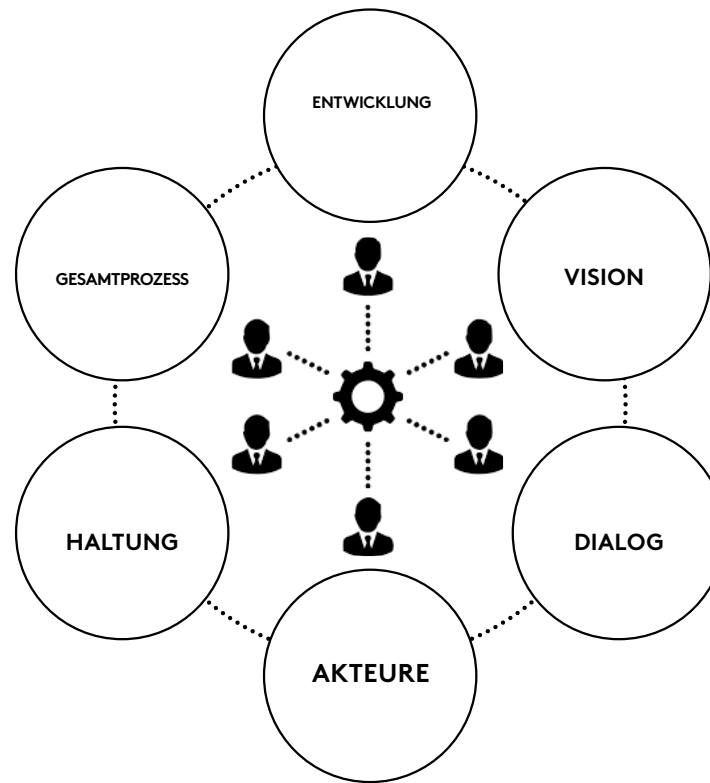 ENTWICKLUNG
VISION
GESAMTPROZESS
HALTUNG
DIALOG
AKTEURE